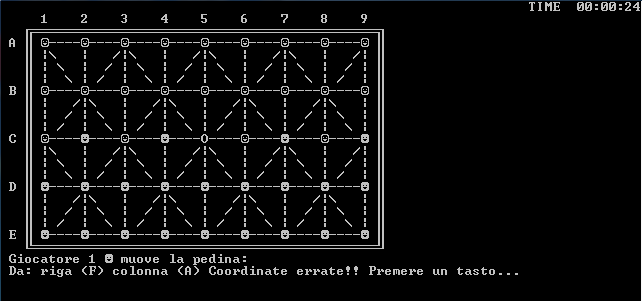 TIME 00:00:24
1 2 3 4 5 6 7 8 9
A
B
C
D
E
Giocatore 1 ☻ muove la pedina:
Da: riga (F) colonna (A) Coordinate errate!! Premere un tasto...